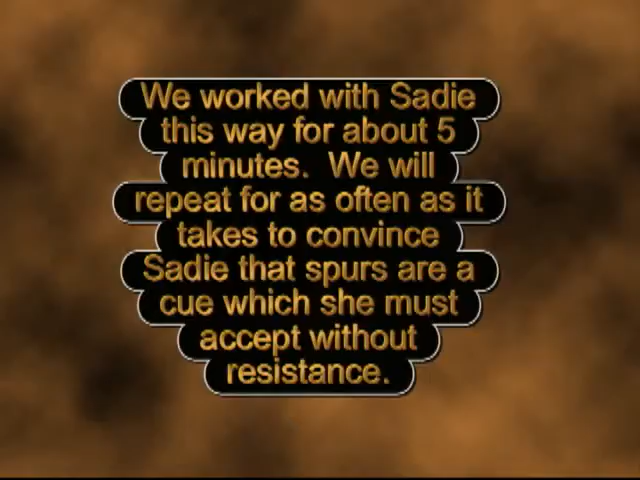 We worked with Sadie
this way for about 5
minutes.  We will
repeat for as often as it
takes to convince
Sadie that spurs are a
cue which she must
accept without
resistance.